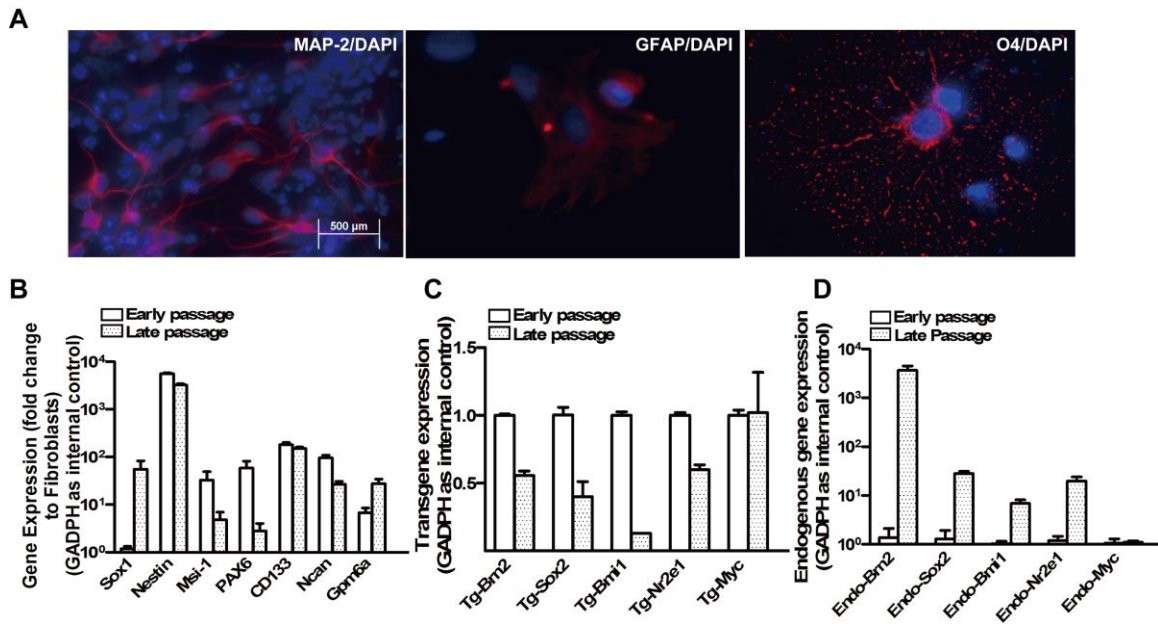 A
MAP-2/DAPI
GFAP/DAPI
O4/DAPI
500 µm
B
Early passage
Late passage
Gene Expression (fold change
to Fibroblasts)
(GADPH as internal control)
10⁴
10³
10²
10¹
10⁰
Sox1
Nestin
Msi-1
PAX6
CD133
Ncan
Gpm6a
C
Early passage
Late passage
Transgene expression
(GADPH as internal control)
1.5
1.0
0.5
Tg-Brn2
Tg-Sox2
Tg-Bmi1
Tg-Nr2e1
Tg-Myc
D
Early passage
Late Passage
Endogenous gene expression
(GADPH as internal control)
10⁴
10³
10²
10¹
10⁰
Endo-Brn2
Endo-Sox2
Endo-Bmi1
Endo-Nr2e1
Endo-Myc